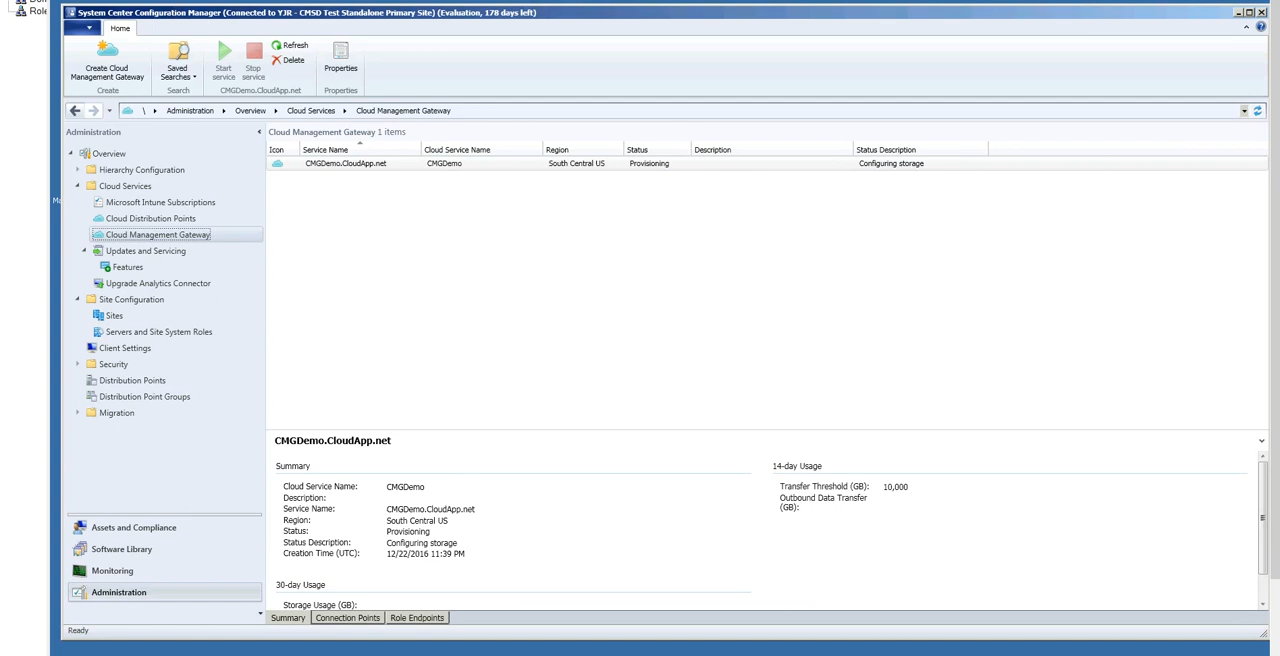 Role
System Center Configuration Manager (Connected to YJR - CMSD Test Standalone Primary Site) (Evaluation, 178 days left)
Home
Create Cloud
Management Gateway
Saved
Searches
Start
service
Stop
service
Refresh
Delete
Properties
Create
Search
CMGDemo.CloudApp.net
Properties
\ Administration Overview Cloud Services Cloud Management Gateway
Administration
Overview
Hierarchy Configuration
Cloud Services
Microsoft Intune Subscriptions
Cloud Distribution Points
Cloud Management Gateway
Updates and Servicing
Features
Upgrade Analytics Connector
Site Configuration
Sites
Servers and Site System Roles
Client Settings
Security
Distribution Points
Distribution Point Groups
Migration
Assets and Compliance
Software Library
Monitoring
Administration
Cloud Management Gateway 1 items
Icon Service Name Cloud Service Name Region Status Description Status Description
CMGDemo.CloudApp.net CMGDemo South Central US Provisioning Configuring storage
CMGDemo.CloudApp.net
Summary
Cloud Service Name: CMGDemo
Description:
Service Name: CMGDemo.CloudApp.net
Region: South Central US
Status: Provisioning
Status Description: Configuring storage
Creation Time (UTC): 12/22/2016 11:39 PM
14-day Usage
Transfer Threshold (GB): 10,000
Outbound Data Transfer
(GB):
30-day Usage
Storage Usage (GB):
Summary Connection Points Role Endpoints
Ready